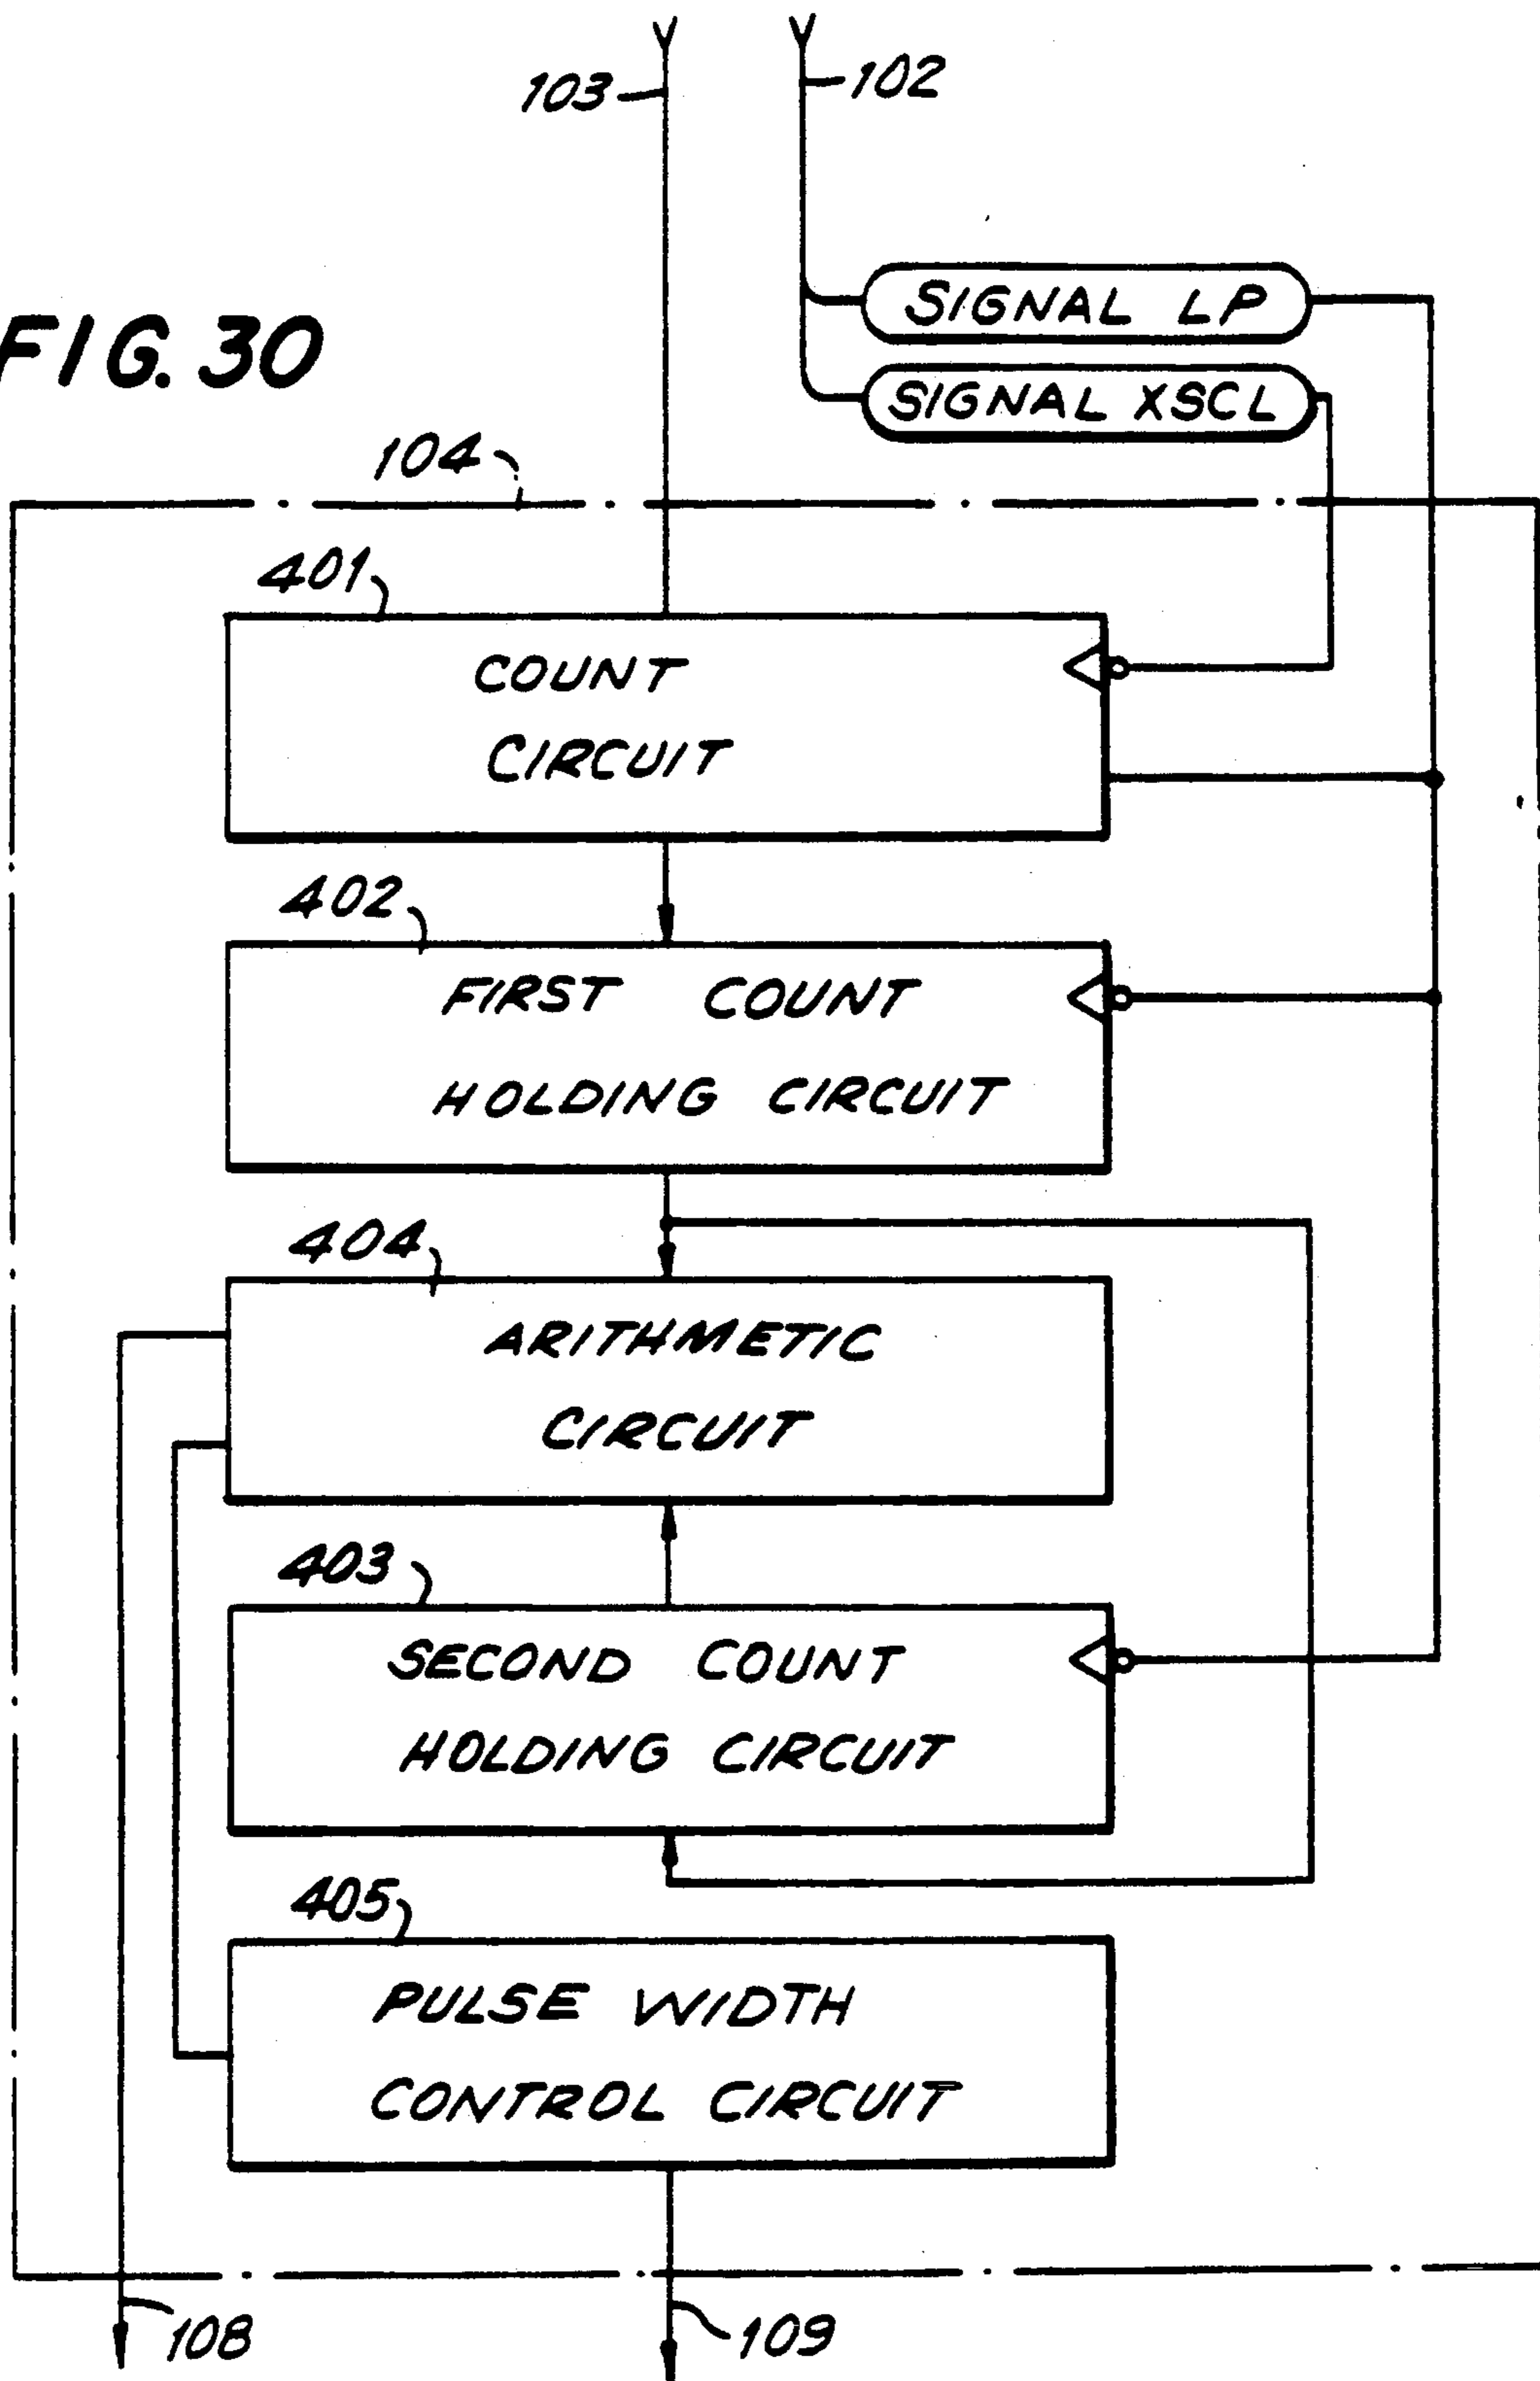 103
102
SIGNAL LP
FIG. 30
SIGNAL XSCL
104
401
COUNT
CIRCUIT
402
FIRST COUNT
HOLDING CIRCUIT
404
ARITHMETIC
CIRCUIT
403
SECOND COUNT
HOLDING CIRCUIT
405
PULSE WIDTH
CONTROL CIRCUIT
108
109